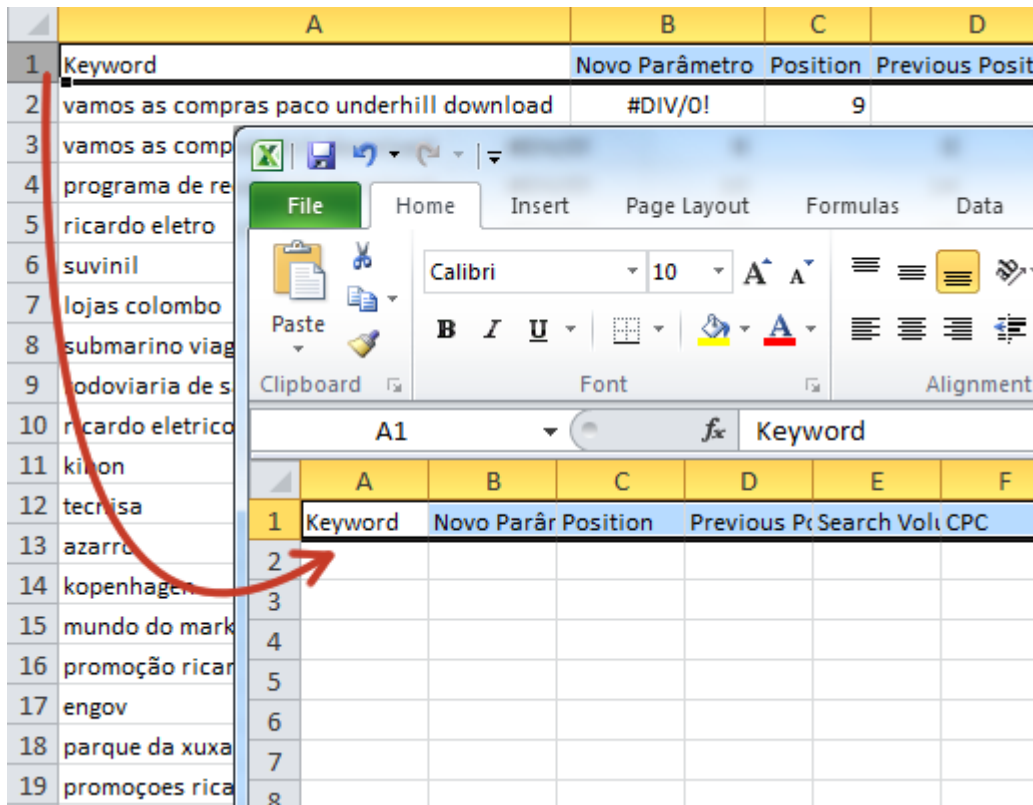 A B C D
1 Keyword Novo Parâmetro Position Previous Posit
2 vamos as compras paco underhill download #DIV/0! 9
3 vamos as comp
4 programa de re
5 ricardo eletro
6 suvinil
7 lojas colombo
8 submarino viag
9 rodoviaria de s
10 ricardo eletrico
11 kibon
12 tecnisa
13 azarro
14 kopenhagen
15 mundo do mark
16 promoção ricar
17 engov
18 parque da xuxa
19 promoçoes rica
File Home Insert Page Layout Formulas Data
Calibri 10 A A
Paste B I U A
Clipboard Font Alignment
A1 fx Keyword
A B C D E F
1 Keyword Novo Parâr Position Previous Po Search Volu CPC
2
3
4
5
6
7
8